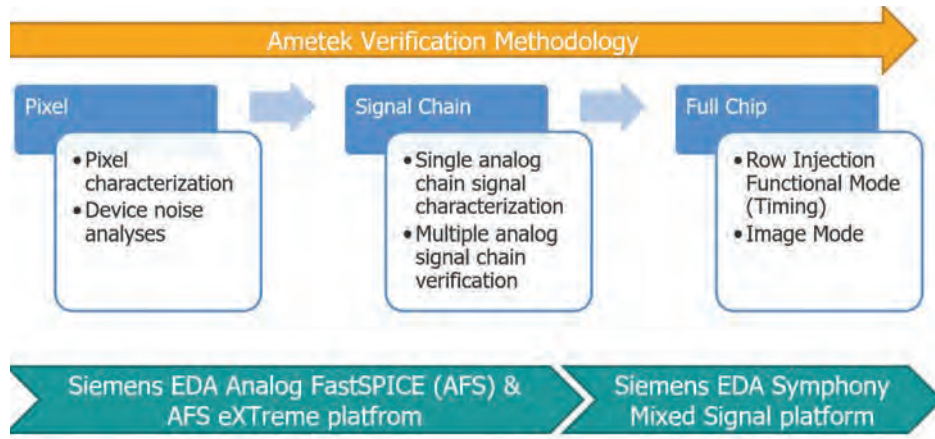 Ametek Verification Methodology
Pixel
•Pixel
characterization
•Device noise
analyses
Signal Chain
•Single analog
chain signal
characterization
•Multiple analog
signal chain
verification
Full Chip
•Row Injection
Functional Mode
(Timing)
•Image Mode
Siemens EDA Analog FastSPICE (AFS) &
AFS eXTreme platfrom
Siemens EDA Symphony
Mixed Signal platform